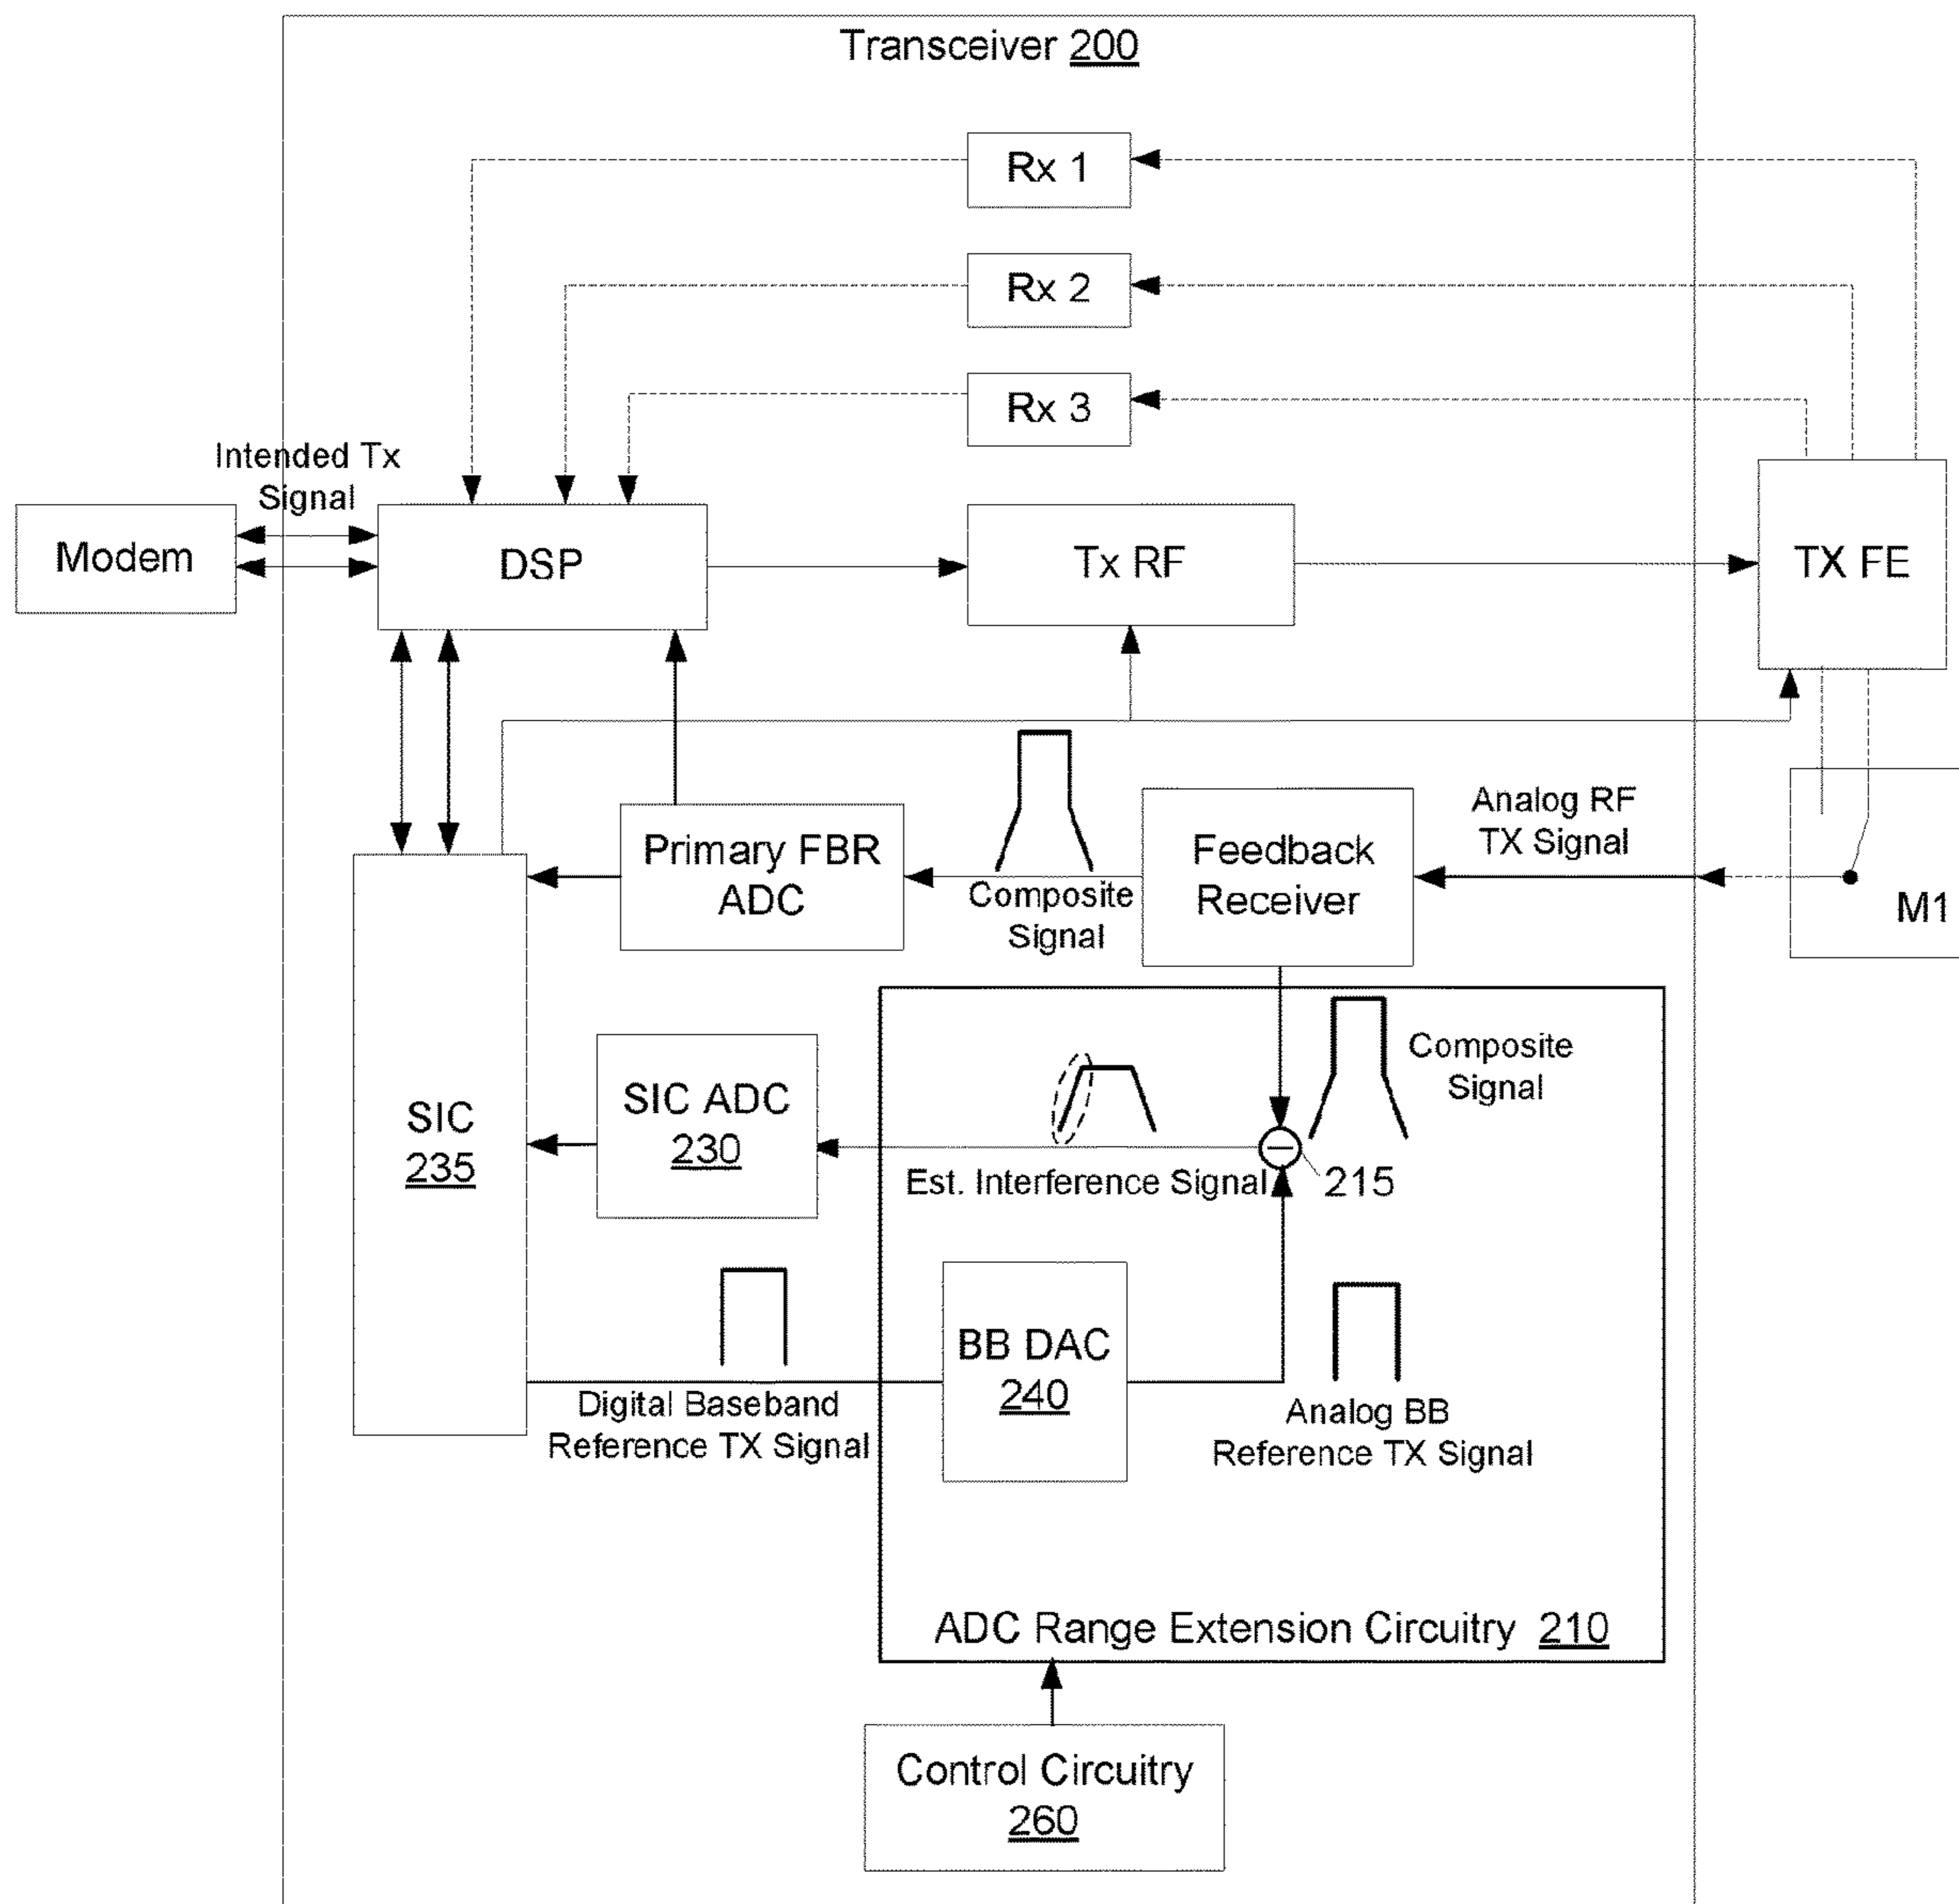 Transceiver 200
Rx 1
Rx 2
Rx 3
Intended Tx
Signal
Modem
DSP
Tx RF
TX FE
Primary FBR
ADC
Composite
Signal
Feedback
Receiver
Analog RF
TX Signal
M1
SIC
235
SIC ADC
230
Est. Interference Signal
215
Composite
Signal
Digital Baseband
Reference TX Signal
BB DAC
240
Analog BB
Reference TX Signal
ADC Range Extension Circuitry 210
Control Circuitry
260